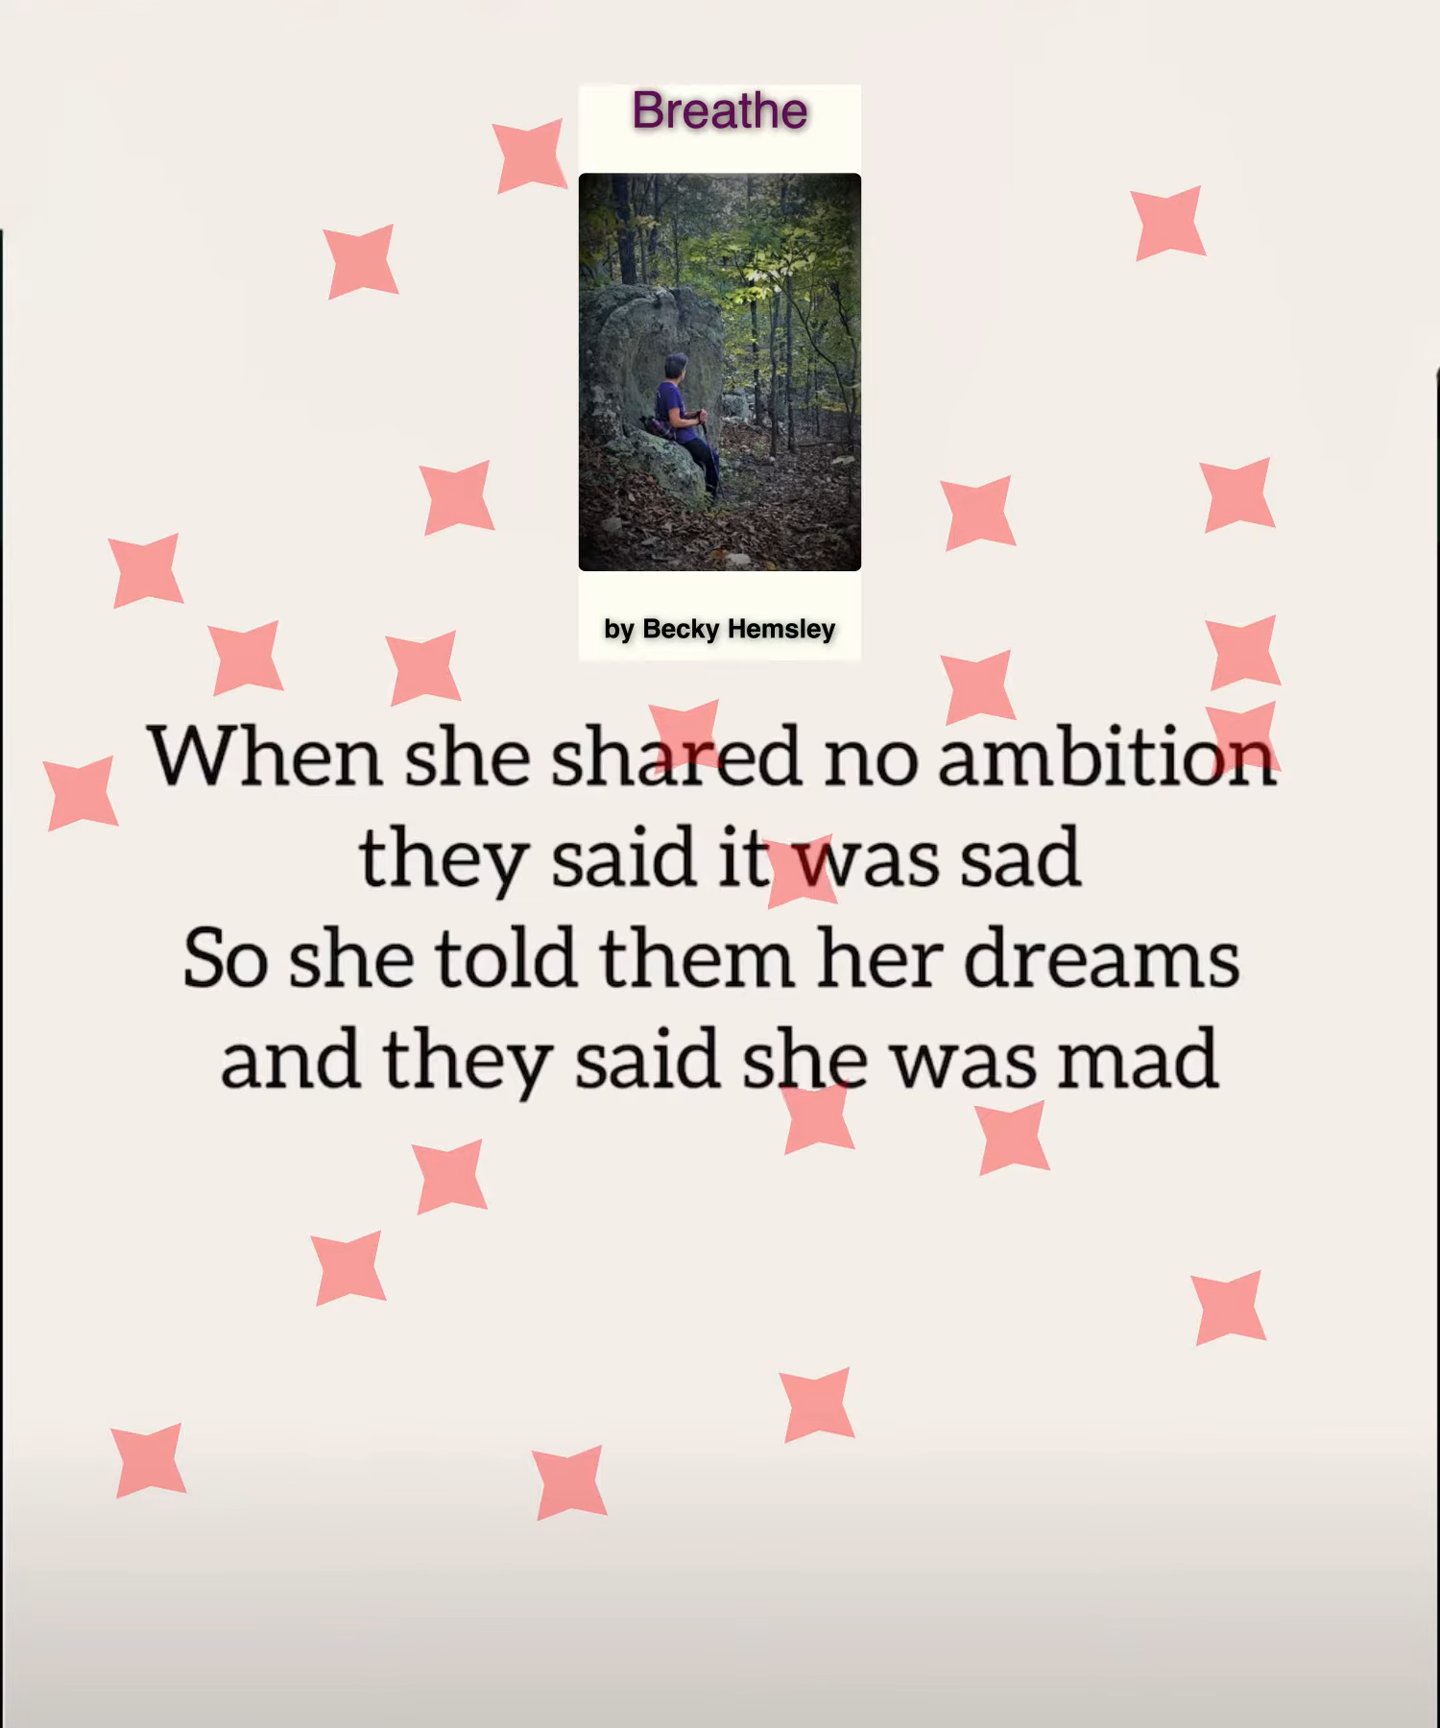 Breathe
by Becky Hemsley
When she shared no ambition
they said it was sad
So she told them her dreams
and they said she was mad